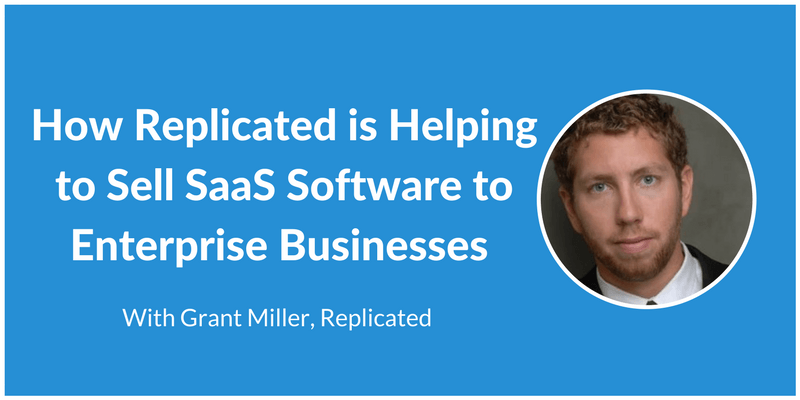 How Replicated is Helping
to Sell SaaS Software to
Enterprise Businesses
With Grant Miller, Replicated